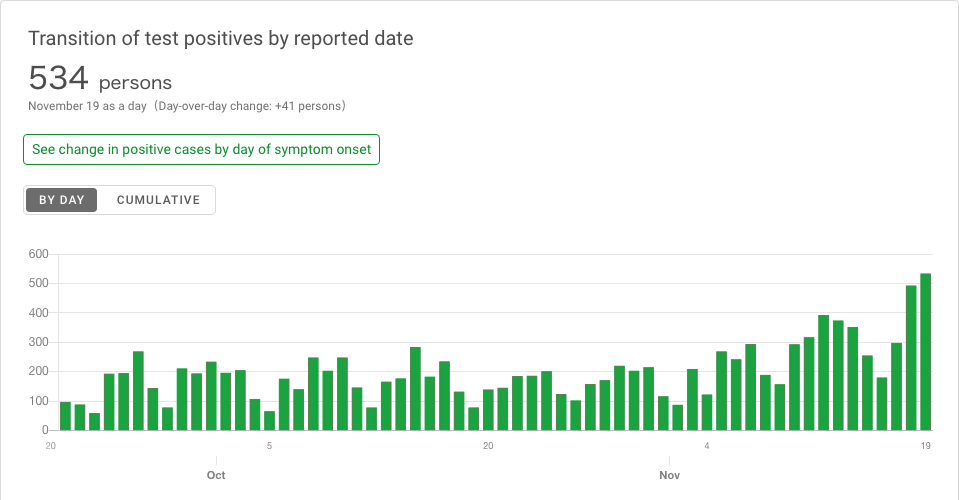 Transition of test positives by reported date
534 persons
November 19 as a day (Day-over-day change: +41 persons)
See change in positive cases by day of symptom onset
BY DAY CUMULATIVE
600
500
400
300
200
100
0
20 5 20 4 19
Oct Nov